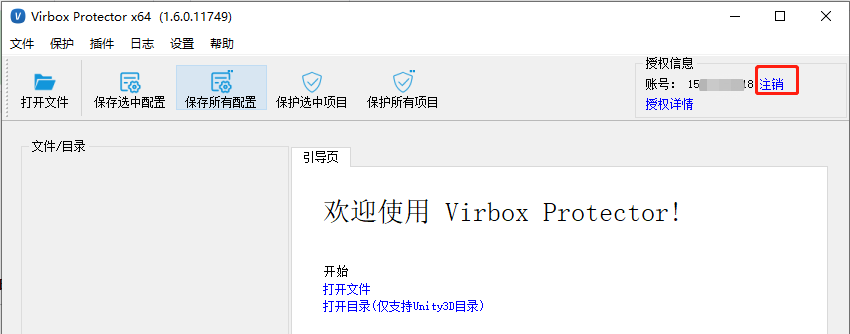 Virbox Protector x64 (1.6.0.11749)
文件 保护 插件 日志 设置 帮助
打开文件 保存选中配置 保存所有配置 保护选中项目 保护所有项目
授权信息
账号: 15 18 注销
授权详情
文件/目录
引导页
欢迎使用 Virbox Protector!
开始
打开文件
打开目录(仅支持Unity3D目录)